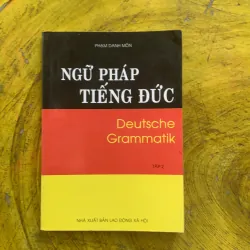 PHẠM DANH MÔN
NGỮ PHÁP
TIẾNG ĐỨC
Deutsche
Grammatik
NHÀ XUẤT BẢN LAO ĐỘNG XÃ HỘI